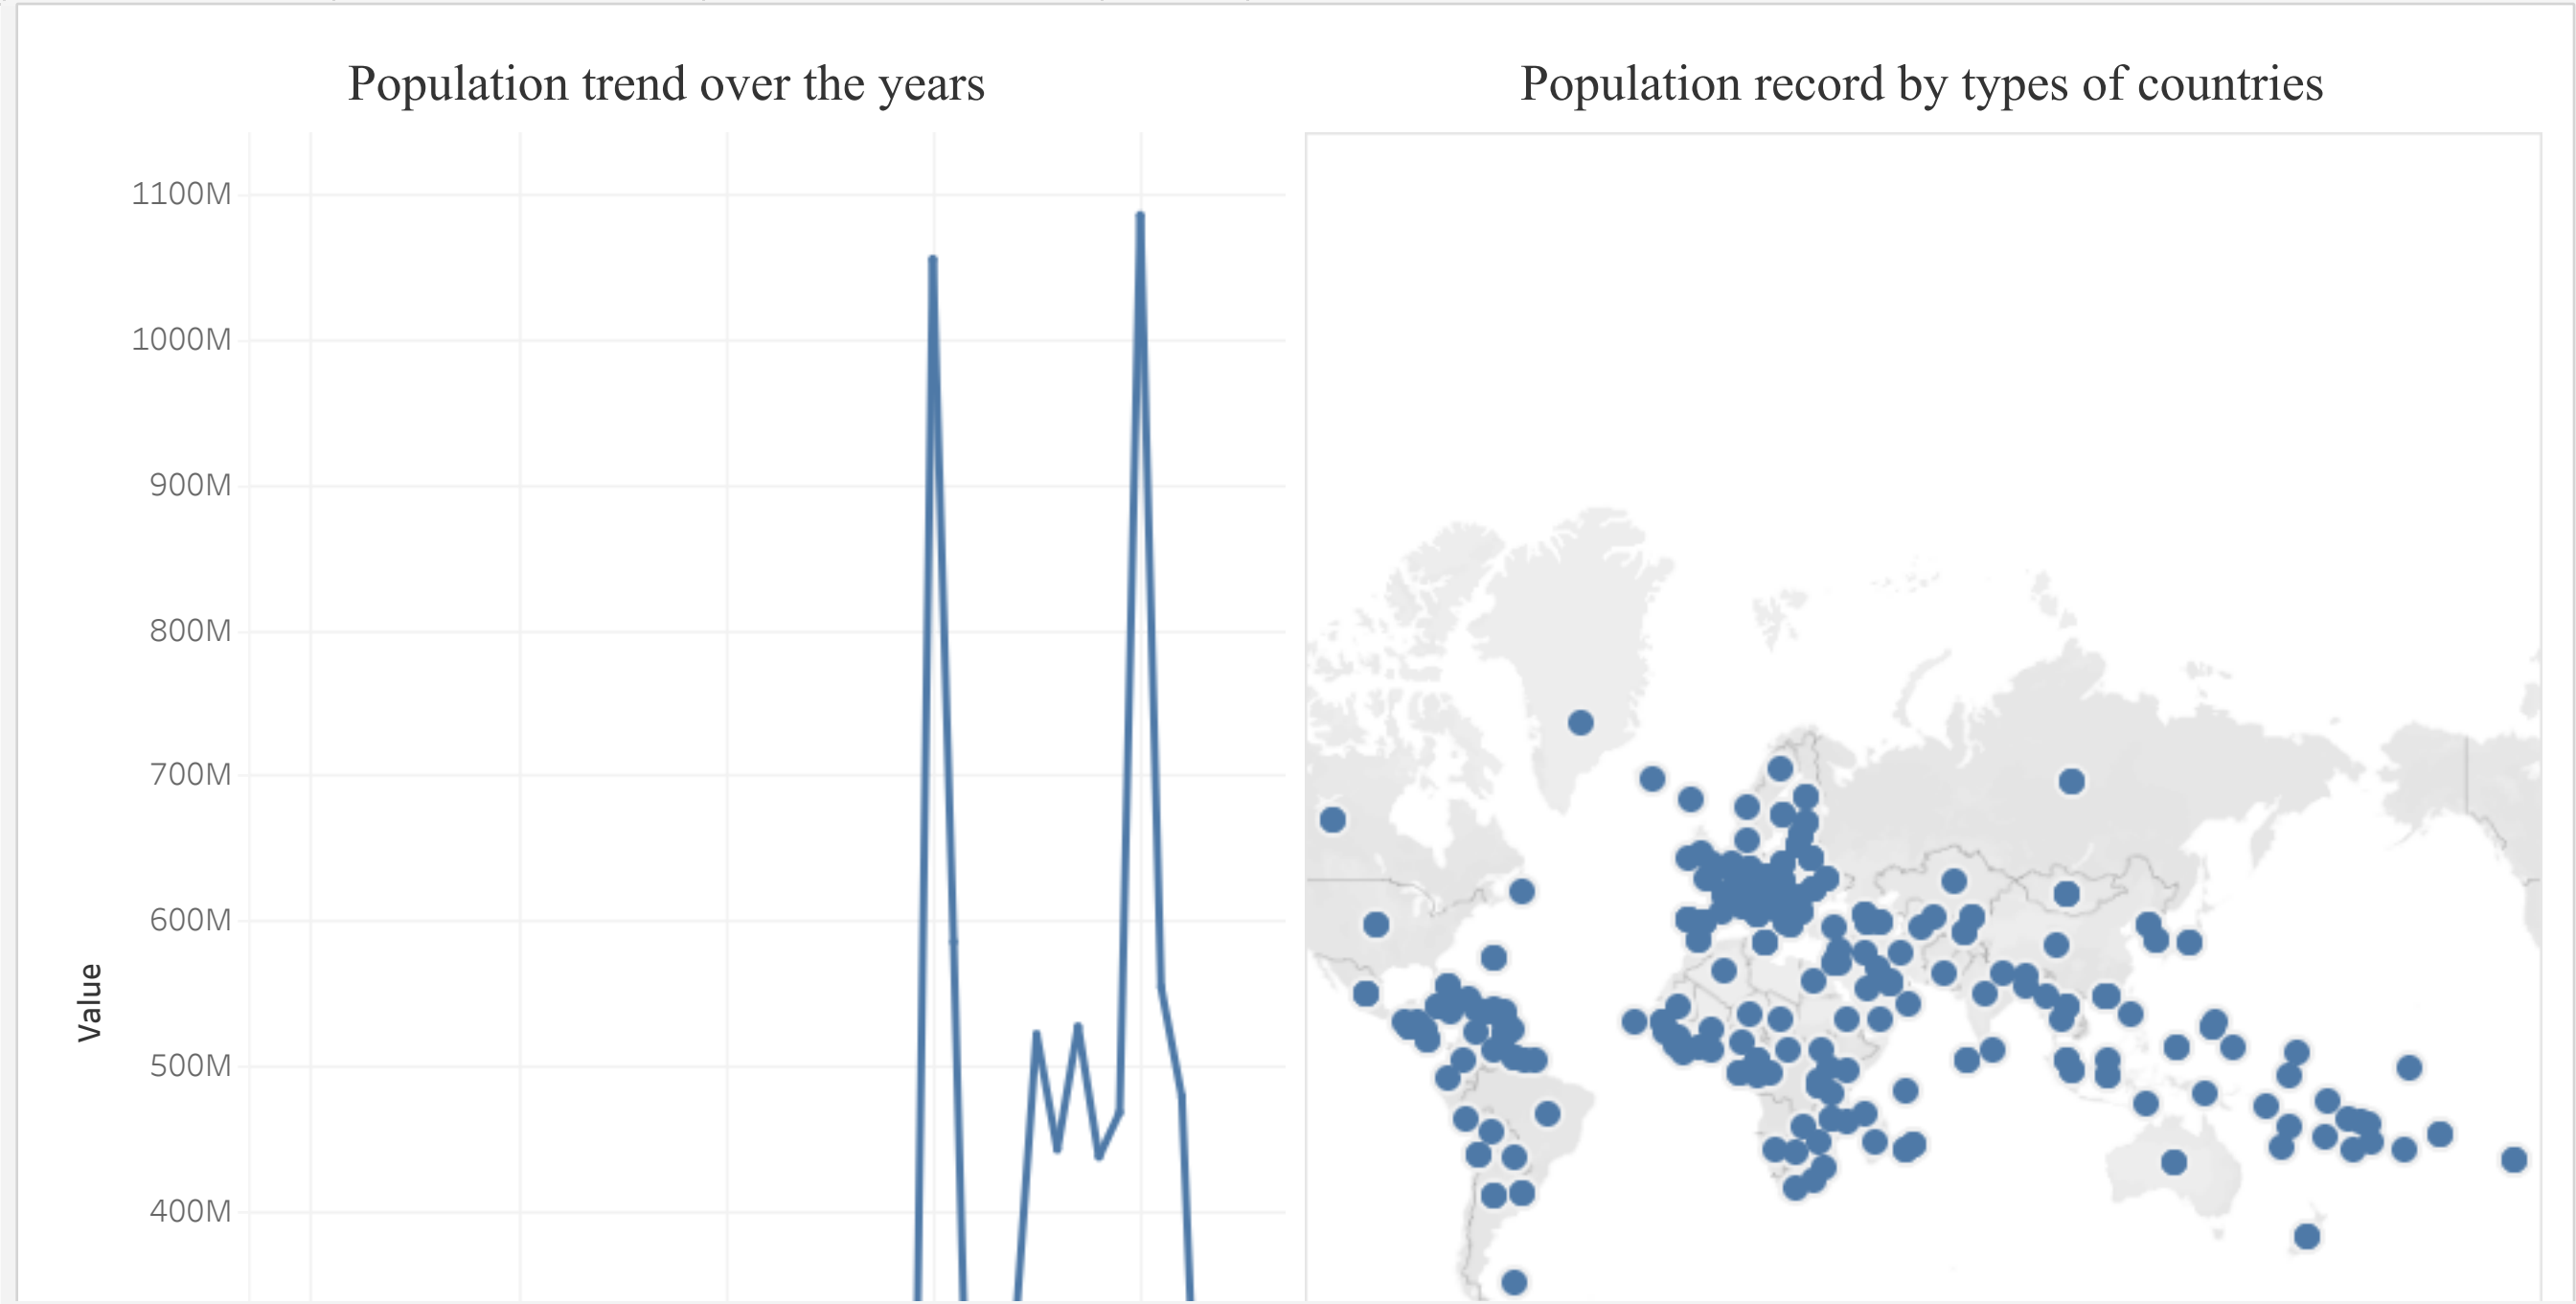 Population trend over the years
Population record by types of countries
1100M
1000M
900M
800M
700M
600M
500M
400M
Value